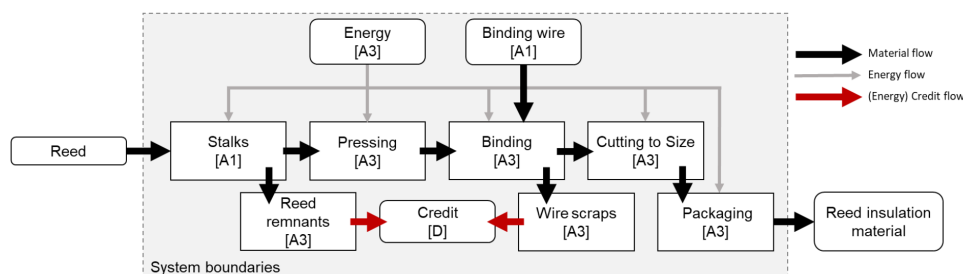 Energy
[A3]
Binding wire
[A1]
Material flow
Energy flow
(Energy) Credit flow
Reed
Stalks
[A1]
Pressing
[A3]
Binding
[A3]
Cutting to Size
[A3]
Reed
remnants
[A3]
Credit
[D]
Wire scraps
[A3]
Packaging
[A3]
Reed insulation
material
System boundaries